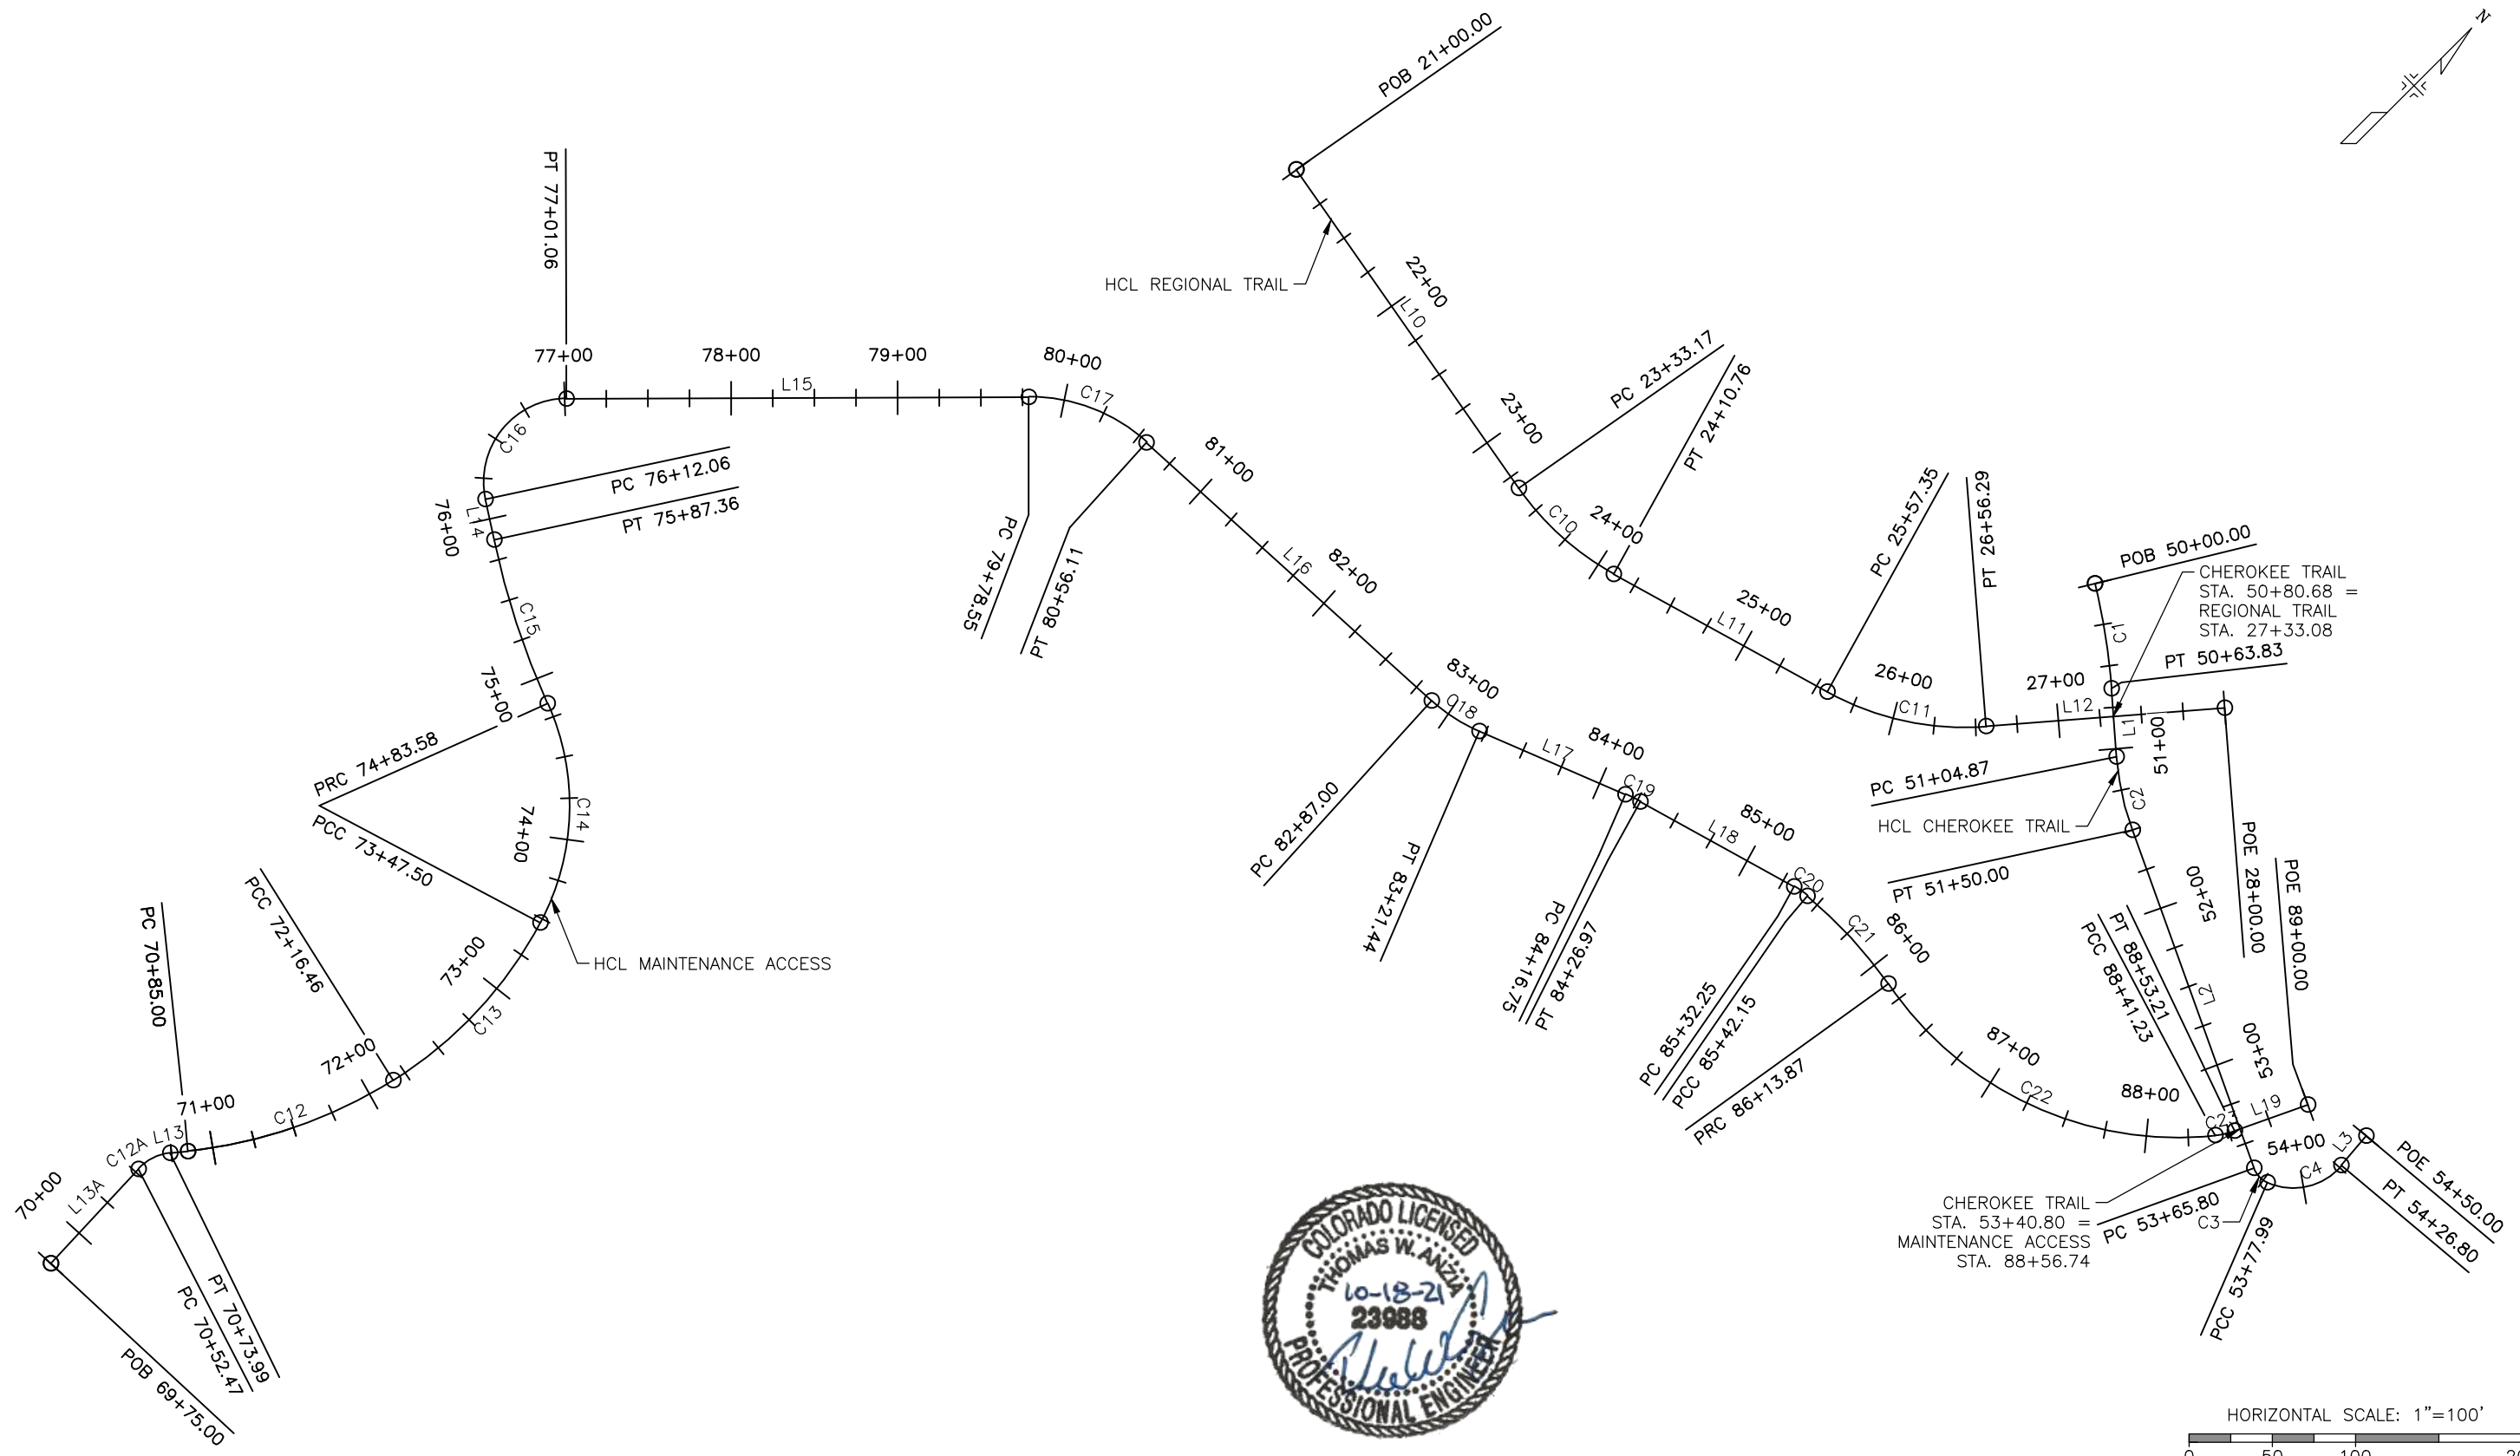 N
POB 21+00.00
HCL REGIONAL TRAIL
22+00
L10
23+00
PC 23+33.17
PT 24+10.76
C10
24+00
L11
25+00
PC 25+57.35
PT 26+56.29
26+00
C11
27+00
L12
POB 50+00.00
CHEROKEE TRAIL
STA. 50+80.68 =
REGIONAL TRAIL
STA. 27+33.08
C1
PT 50+63.83
L1
51+00
PC 51+04.87
C2
HCL CHEROKEE TRAIL
PT 51+50.00
POE 28+00.00
POE 89+00.00
52+00
L2
53+00
PT 88+53.21
PCC 88+41.23
PT 77+01.06
77+00
78+00
79+00
80+00
L15
C17
C16
PC 76+12.06
PT 75+87.36
76+00
L14
C15
75+00
PRC 74+83.58
PCC 73+47.50
74+00
C14
HCL MAINTENANCE ACCESS
73+00
C13
PCC 72+16.46
72+00
PC 70+85.00
71+00
C12
C12A
L13
L13A
70+00
POB 69+75.00
PC 70+52.47
PT 70+73.99
PC 79+78.55
PT 80+56.11
81+00
L16
82+00
83+00
C18
PC 82+87.00
PT 83+21.44
L17
84+00
C19
PC 84+16.75
PT 84+26.97
L18
85+00
C20
PC 85+32.25
PCC 85+42.15
C21
86+00
PRC 86+13.87
87+00
C22
88+00
C23
L19
54+00
L3
C4
POE 54+50.00
PT 54+26.80
CHEROKEE TRAIL
STA. 53+40.80 =
MAINTENANCE ACCESS
STA. 88+56.74
PC 53+65.80
C3
PCC 53+77.99
COLORADO LICENSED
THOMAS W. ANZIA
10-18-21
23988
PROFESSIONAL ENGINEER
HORIZONTAL SCALE: 1"=100'
0 50 100